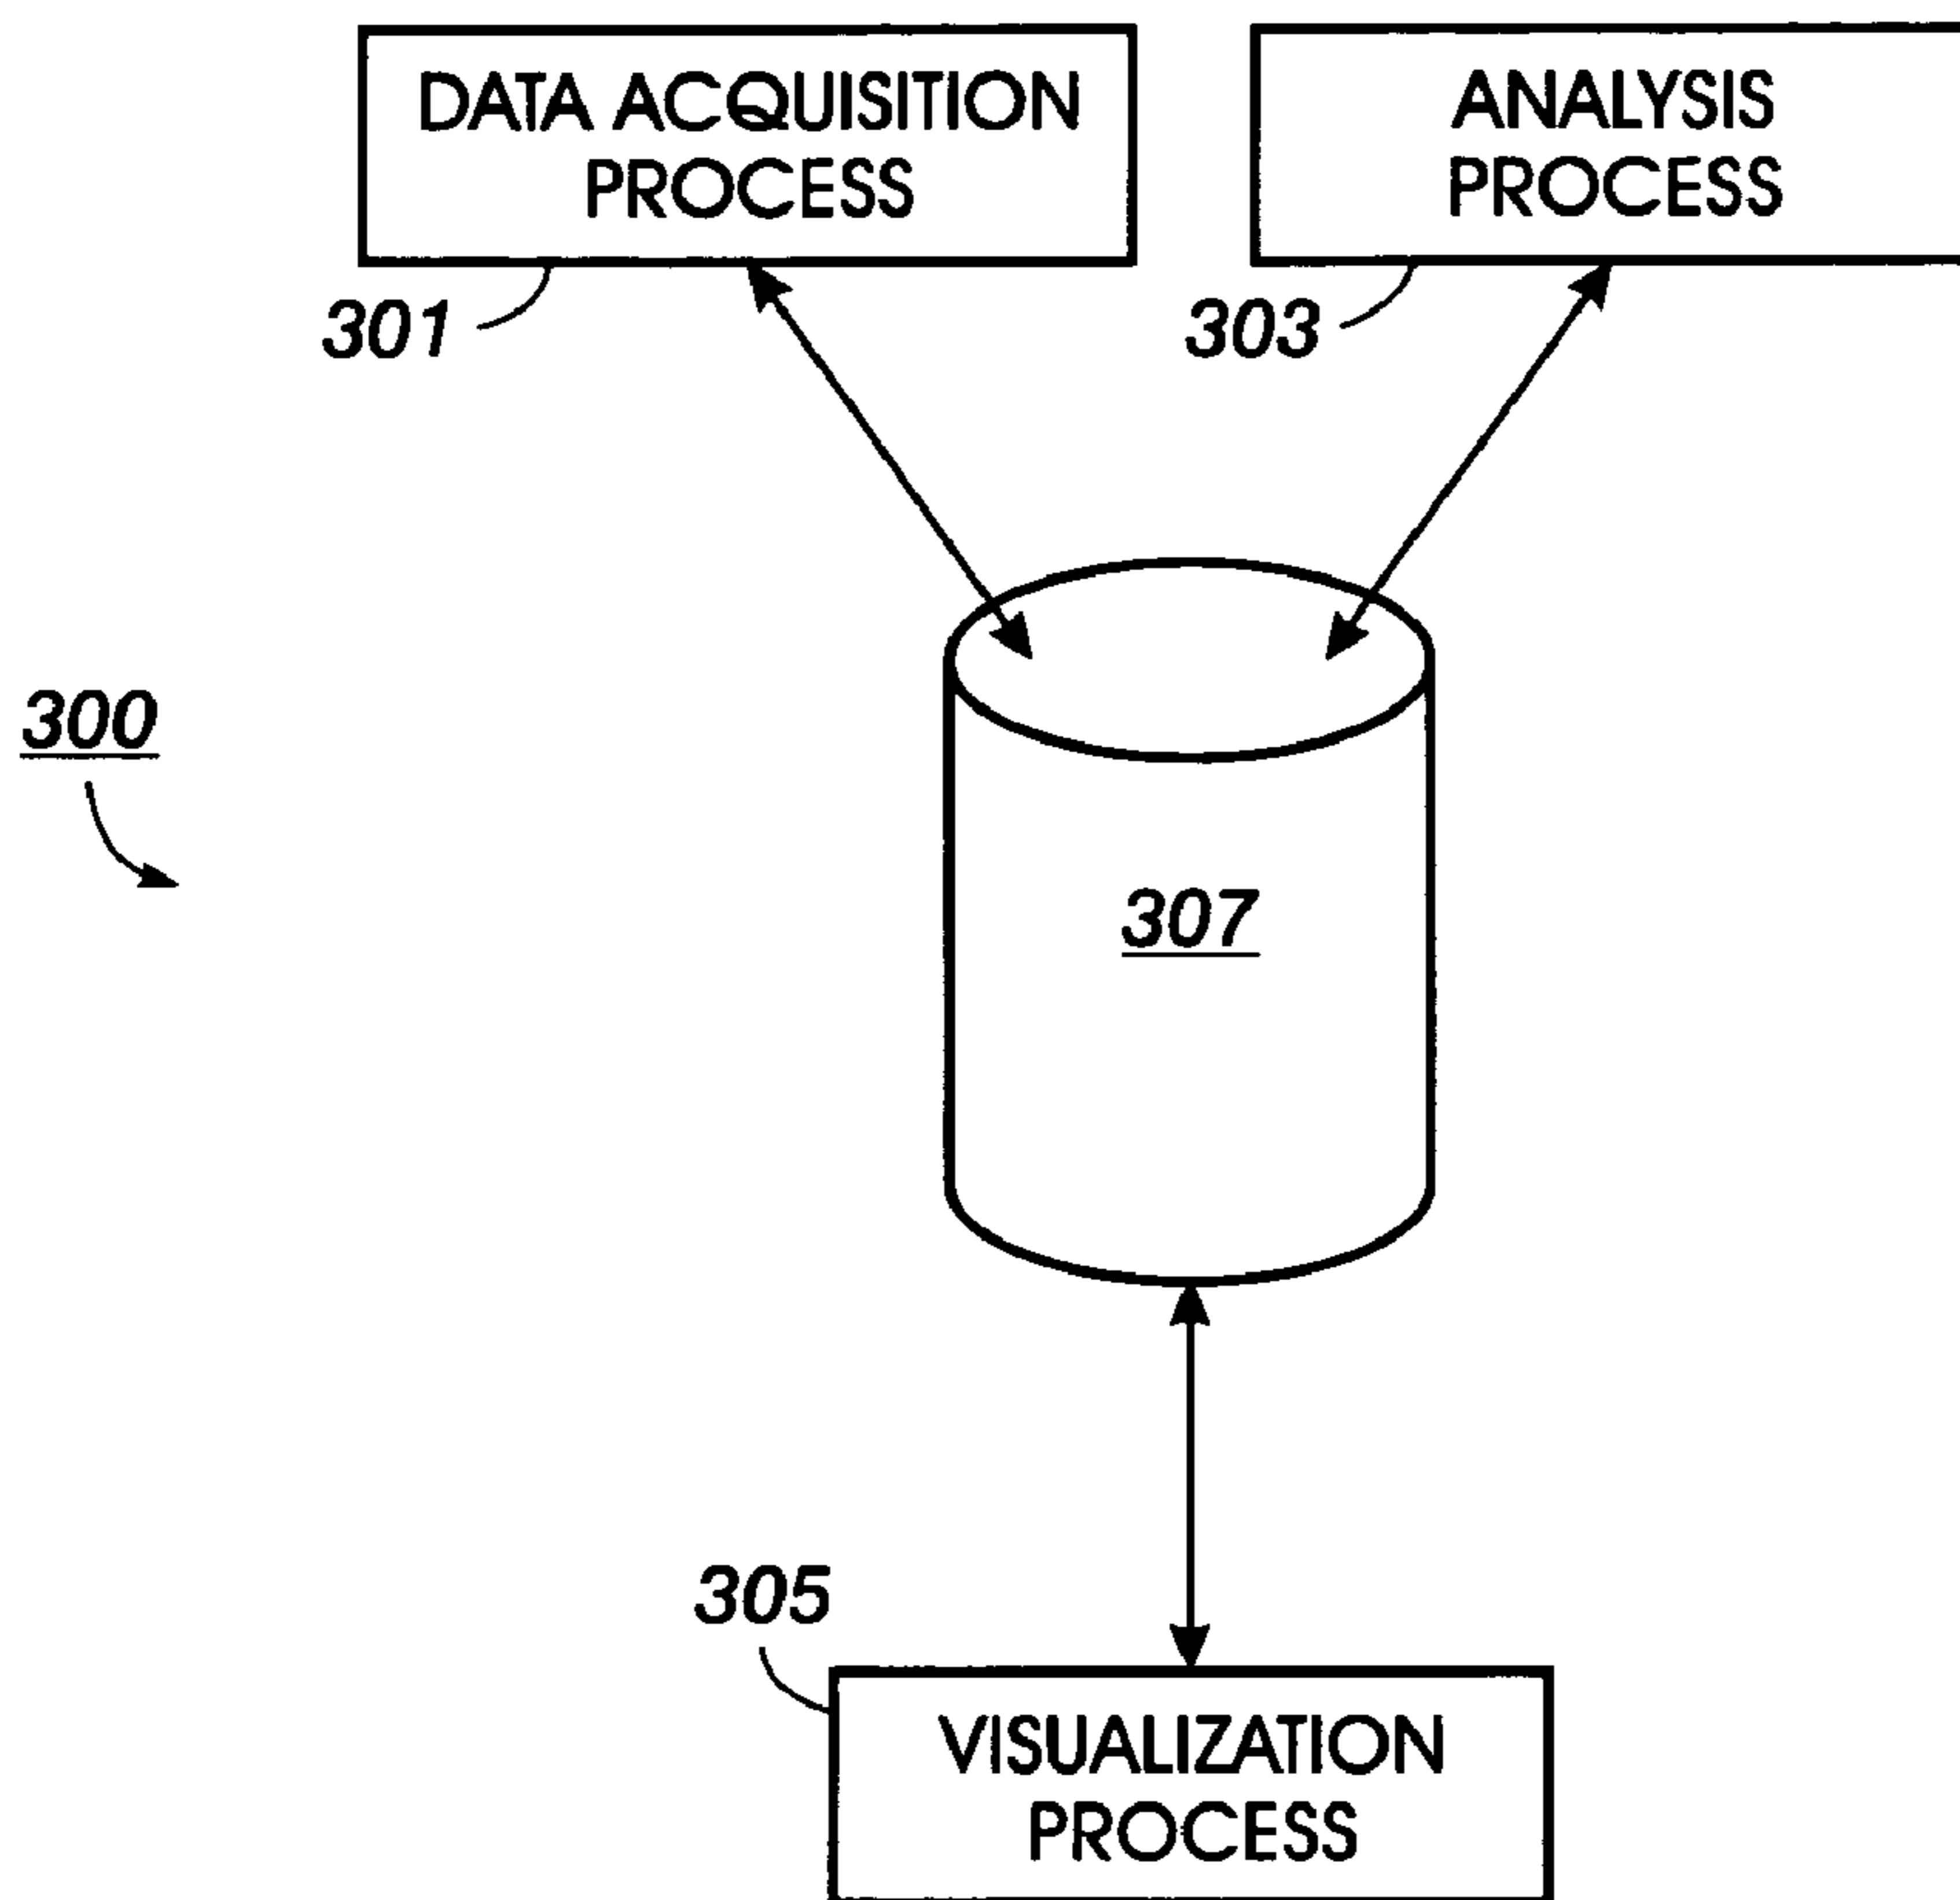 DATA ACQUISITION
PROCESS
ANALYSIS
PROCESS
301
303
300
307
305
VISUALIZATION
PROCESS